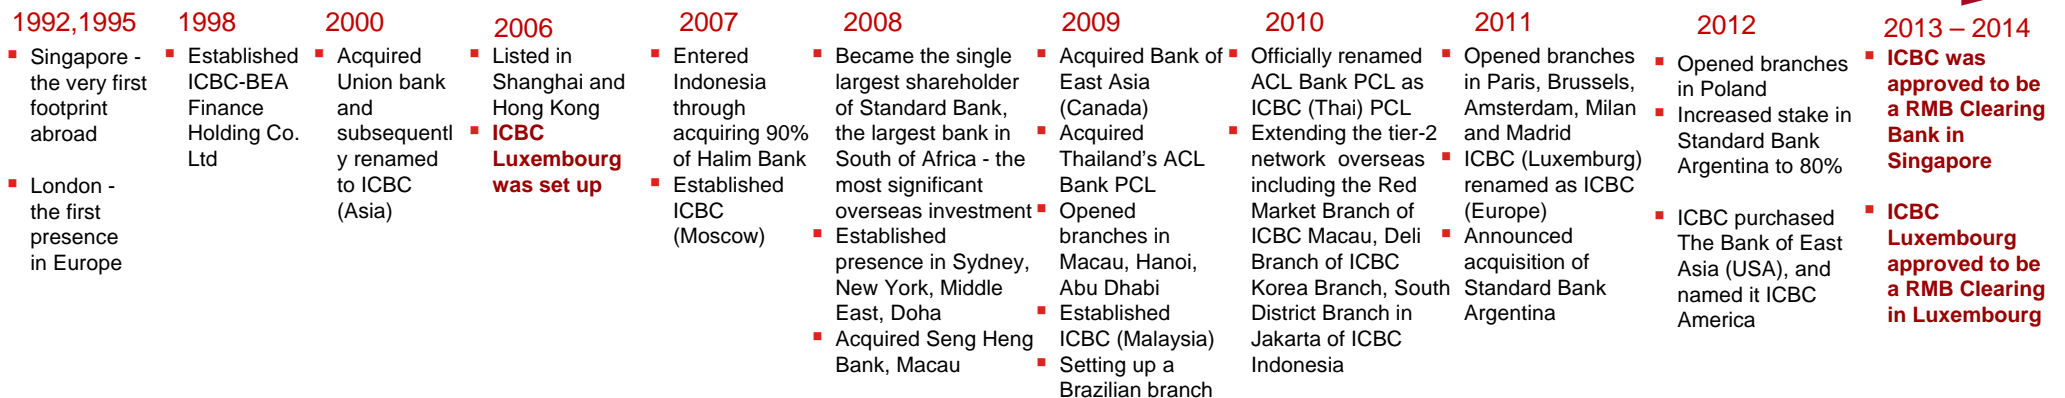 1992,1995
▪ Singapore -
the very first
footprint
abroad
▪ London -
the first
presence
in Europe
1998
▪ Established
ICBC-BEA
Finance
Holding Co.
Ltd
2000
▪ Acquired
Union bank
and
subsequentl
y renamed
to ICBC
(Asia)
2006
▪ Listed in
Shanghai and
Hong Kong
▪ ICBC
Luxembourg
was set up
2007
▪ Entered
Indonesia
through
acquiring 90%
of Halim Bank
▪ Established
ICBC
(Moscow)
2008
▪ Became the single
largest shareholder
of Standard Bank,
the largest bank in
South of Africa - the
most significant
overseas investment
▪ Established
presence in Sydney,
New York, Middle
East, Doha
▪ Acquired Seng Heng
Bank, Macau
2009
▪ Acquired Bank of
East Asia
(Canada)
▪ Acquired
Thailand’s ACL
Bank PCL
▪ Opened
branches in
Macau, Hanoi,
Abu Dhabi
▪ Established
ICBC (Malaysia)
▪ Setting up a
Brazilian branch
2010
▪ Officially renamed
ACL Bank PCL as
ICBC (Thai) PCL
▪ Extending the tier-2
network overseas
including the Red
Market Branch of
ICBC Macau, Deli
Branch of ICBC
Korea Branch, South
District Branch in
Jakarta of ICBC
Indonesia
2011
▪ Opened branches
in Paris, Brussels,
Amsterdam, Milan
and Madrid
▪ ICBC (Luxemburg)
renamed as ICBC
(Europe)
▪ Announced
acquisition of
Standard Bank
Argentina
2012
▪ Opened branches
in Poland
▪ Increased stake in
Standard Bank
Argentina to 80%
▪ ICBC purchased
The Bank of East
Asia (USA), and
named it ICBC
America
2013 – 2014
▪ ICBC was
approved to be
a RMB Clearing
Bank in
Singapore
▪ ICBC
Luxembourg
approved to be
a RMB Clearing
in Luxembourg